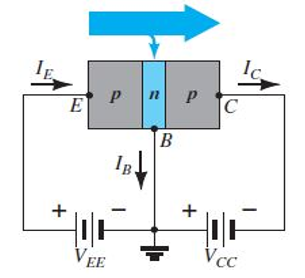 I_E I_C
E p n p C
B
I_B
+ − + −
V_EE V_CC